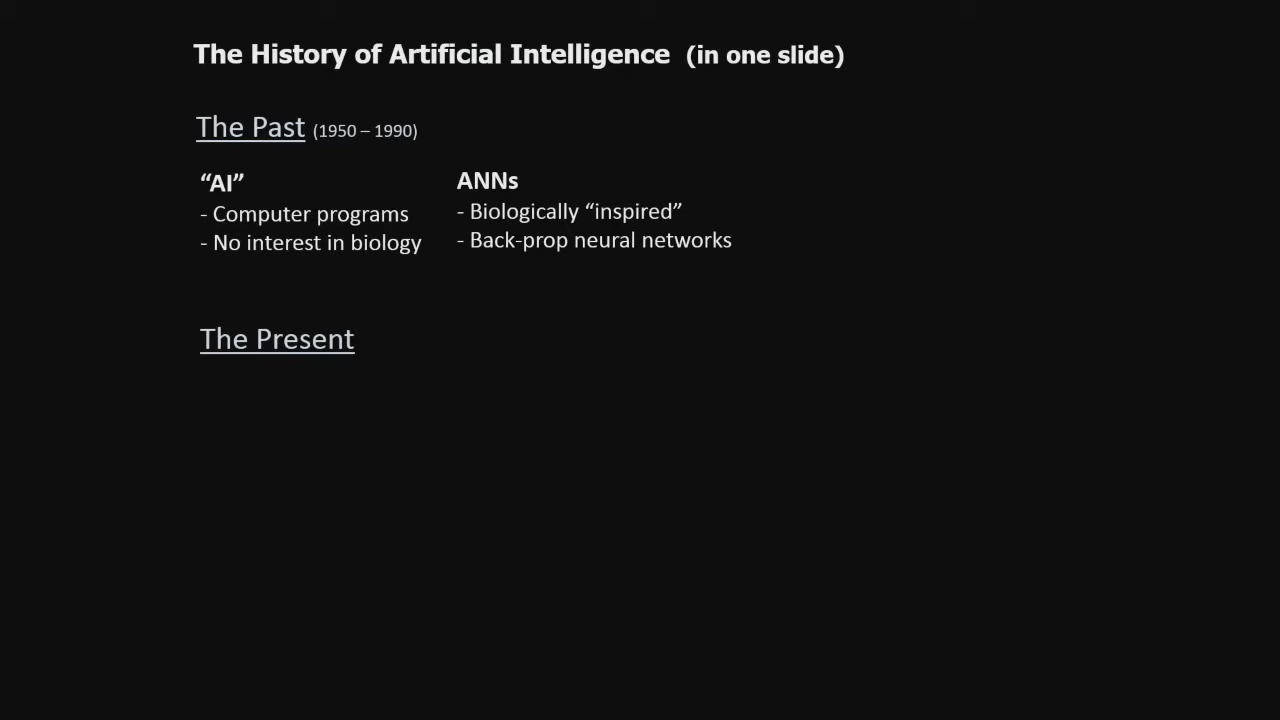 The History of Artificial Intelligence (in one slide)
The Past (1950 – 1990)
“AI”
- Computer programs
- No interest in biology
ANNs
- Biologically “inspired”
- Back-prop neural networks
The Present